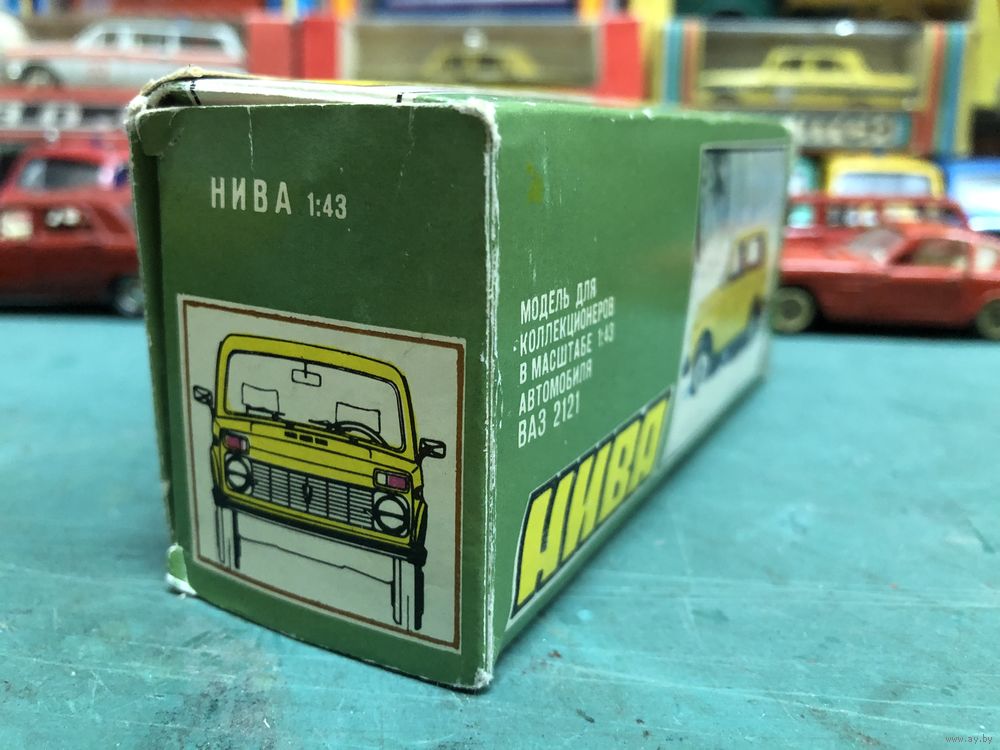 НИВА 1:43
МОДЕЛЬ ДЛЯ
КОЛЛЕКЦИОНЕРОВ
В МАСШТАБЕ 1:43
АВТОМОБИЛЯ
ВАЗ 2121
НИВА
www.ay.by